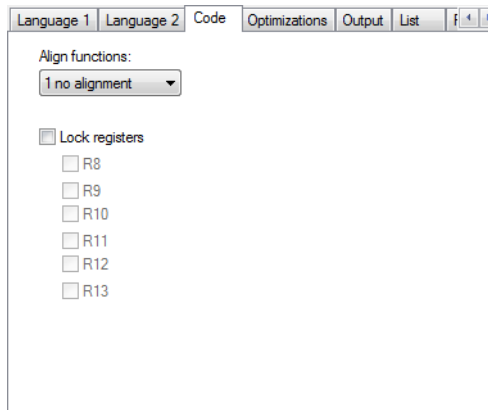 Language 1 Language 2 Code Optimizations Output List
Align functions:
1 no alignment
Lock registers
R8
R9
R10
R11
R12
R13